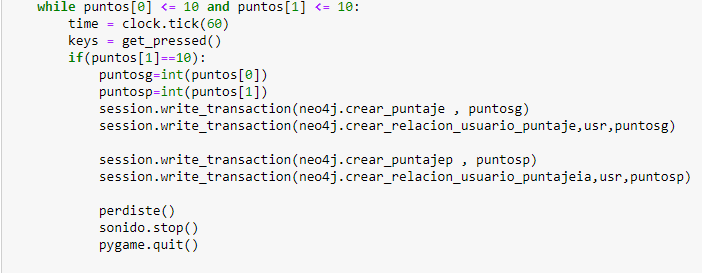 while puntos[0] <= 10 and puntos[1] <= 10:
    time = clock.tick(60)
    keys = get_pressed()
    if(puntos[1]==10):
        puntosg=int(puntos[0])
        puntosp=int(puntos[1])
        session.write_transaction(neo4j.crear_puntaje , puntosg)
        session.write_transaction(neo4j.crear_relacion_usuario_puntaje,usr,puntosg)

        session.write_transaction(neo4j.crear_puntajep , puntosp)
        session.write_transaction(neo4j.crear_relacion_usuario_puntajeia,usr,puntosp)

        perdiste()
        sonido.stop()
        pygame.quit()